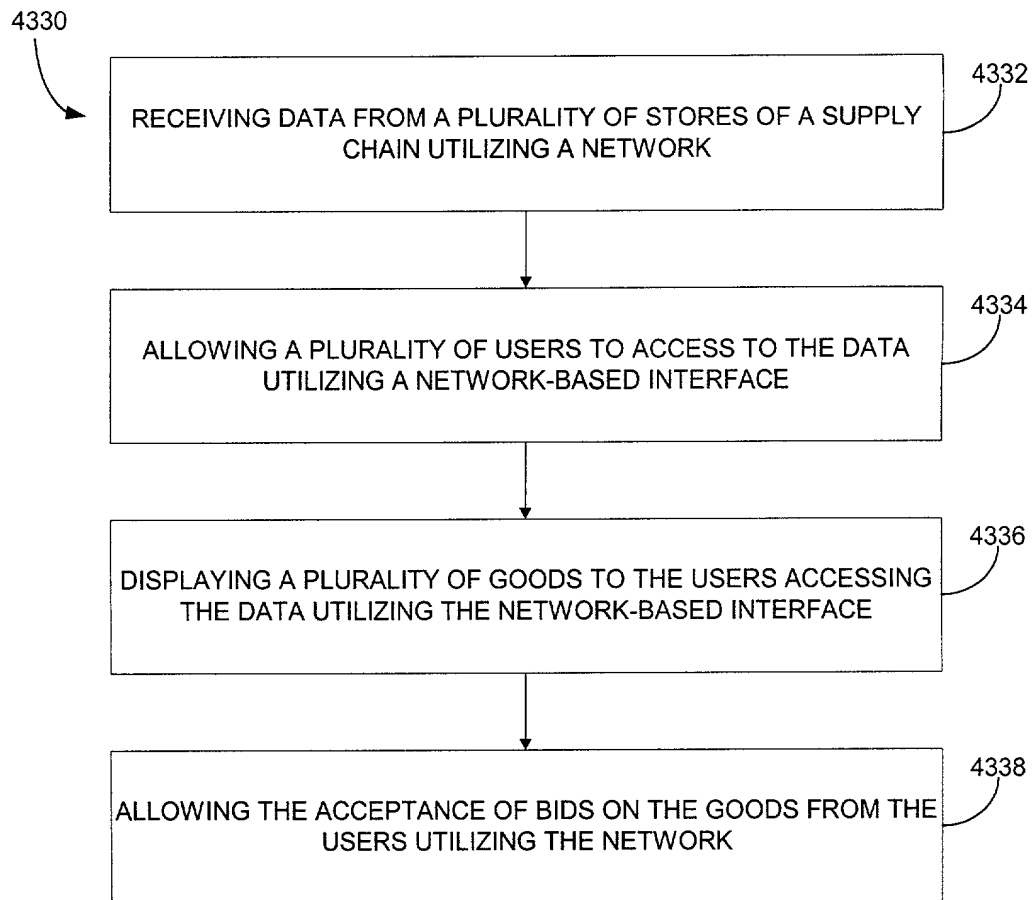 4330
4332
RECEIVING DATA FROM A PLURALITY OF STORES OF A SUPPLY
CHAIN UTILIZING A NETWORK
4334
ALLOWING A PLURALITY OF USERS TO ACCESS TO THE DATA
UTILIZING A NETWORK-BASED INTERFACE
4336
DISPLAYING A PLURALITY OF GOODS TO THE USERS ACCESSING
THE DATA UTILIZING THE NETWORK-BASED INTERFACE
4338
ALLOWING THE ACCEPTANCE OF BIDS ON THE GOODS FROM THE
USERS UTILIZING THE NETWORK